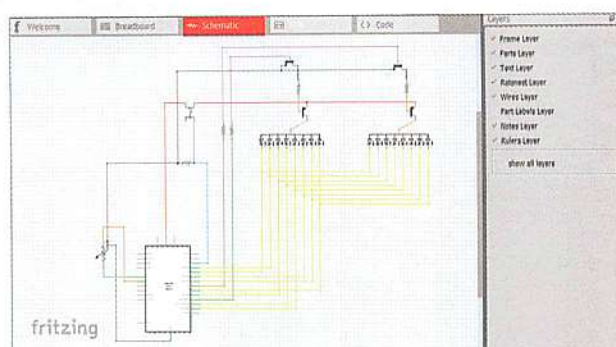 Layers
f Welcome
Breadboard
Schematic
<> Code
Frame Layer
Parts Layer
Text Layer
Ratsnest Layer
Wires Layer
Part Labels Layer
Notes Layer
Rulers Layer
show all layers
fritzing